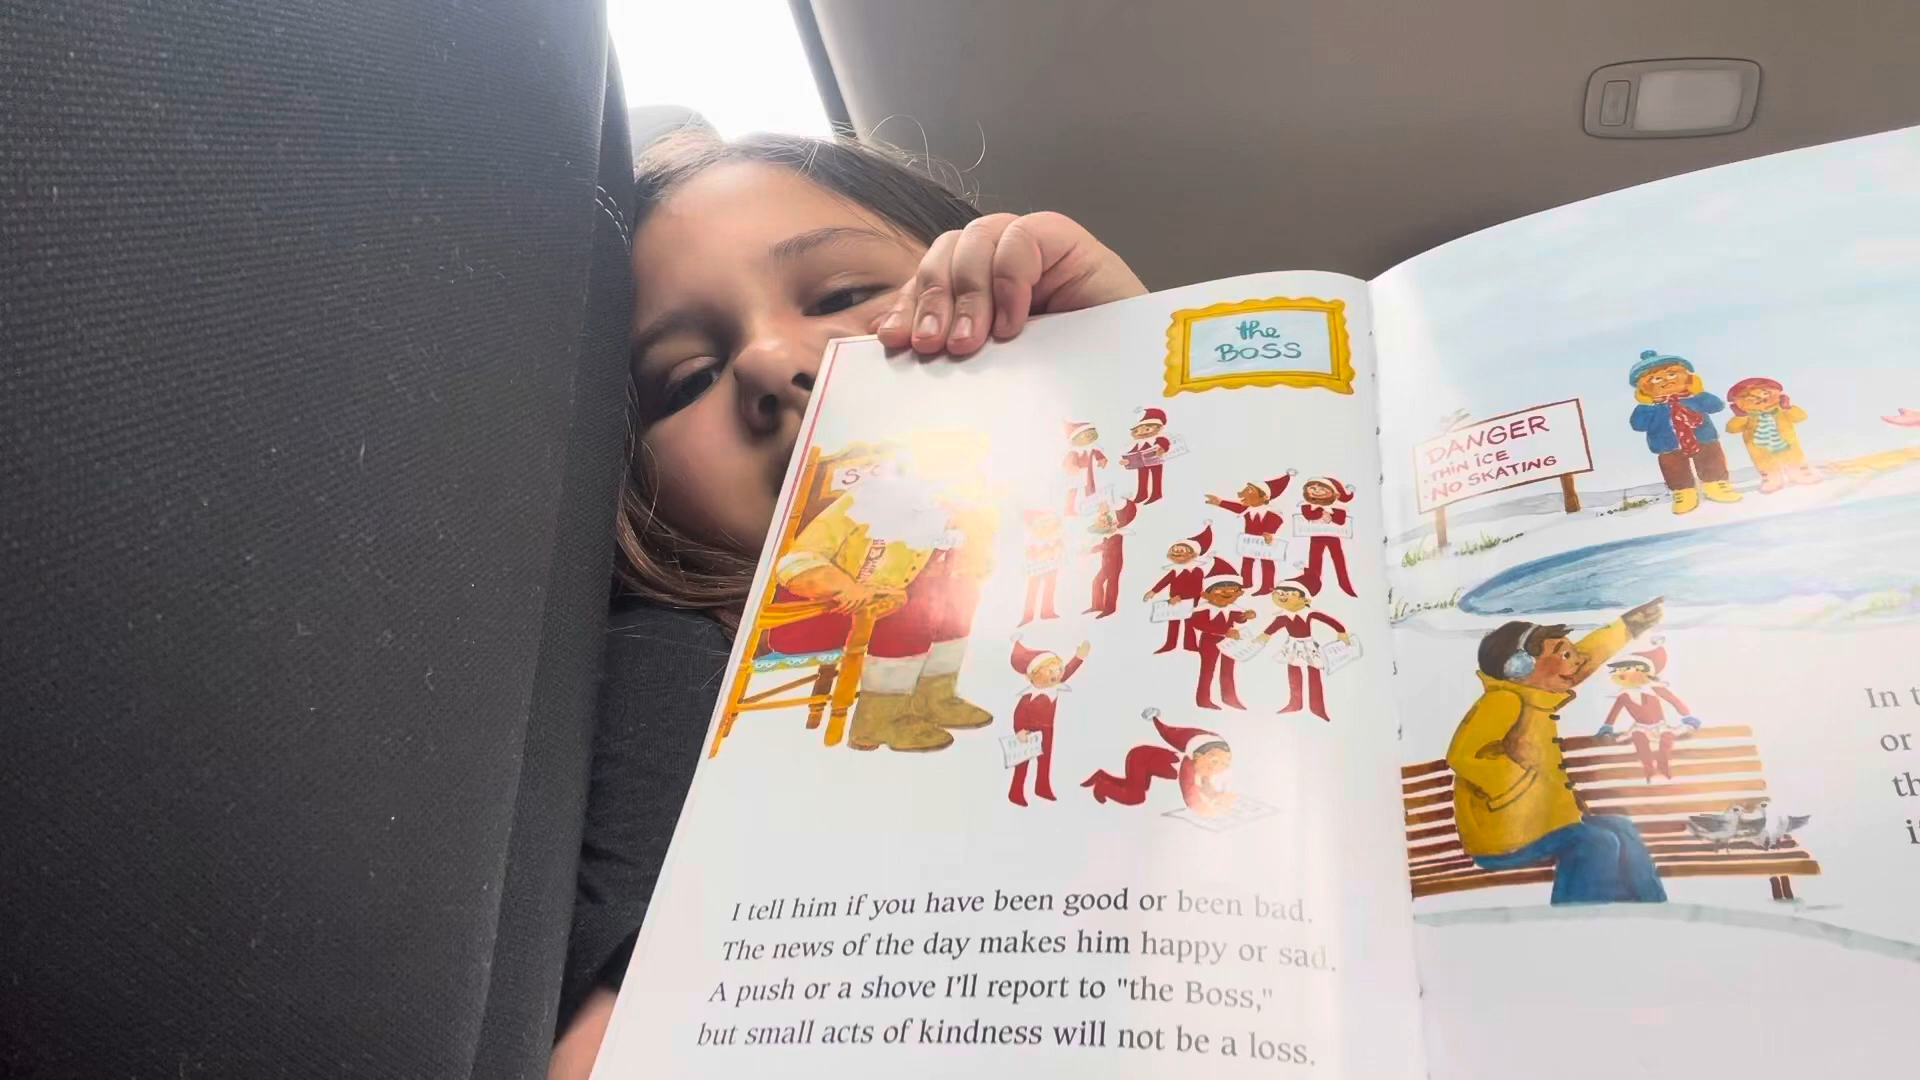 the
BOSS
I tell him if you have been good or been bad.
The news of the day makes him happy or sad.
A push or a shove I'll report to "the Boss,"
but small acts of kindness will not be a loss.
DANGER
THIN ICE
NO SKATING
In
or